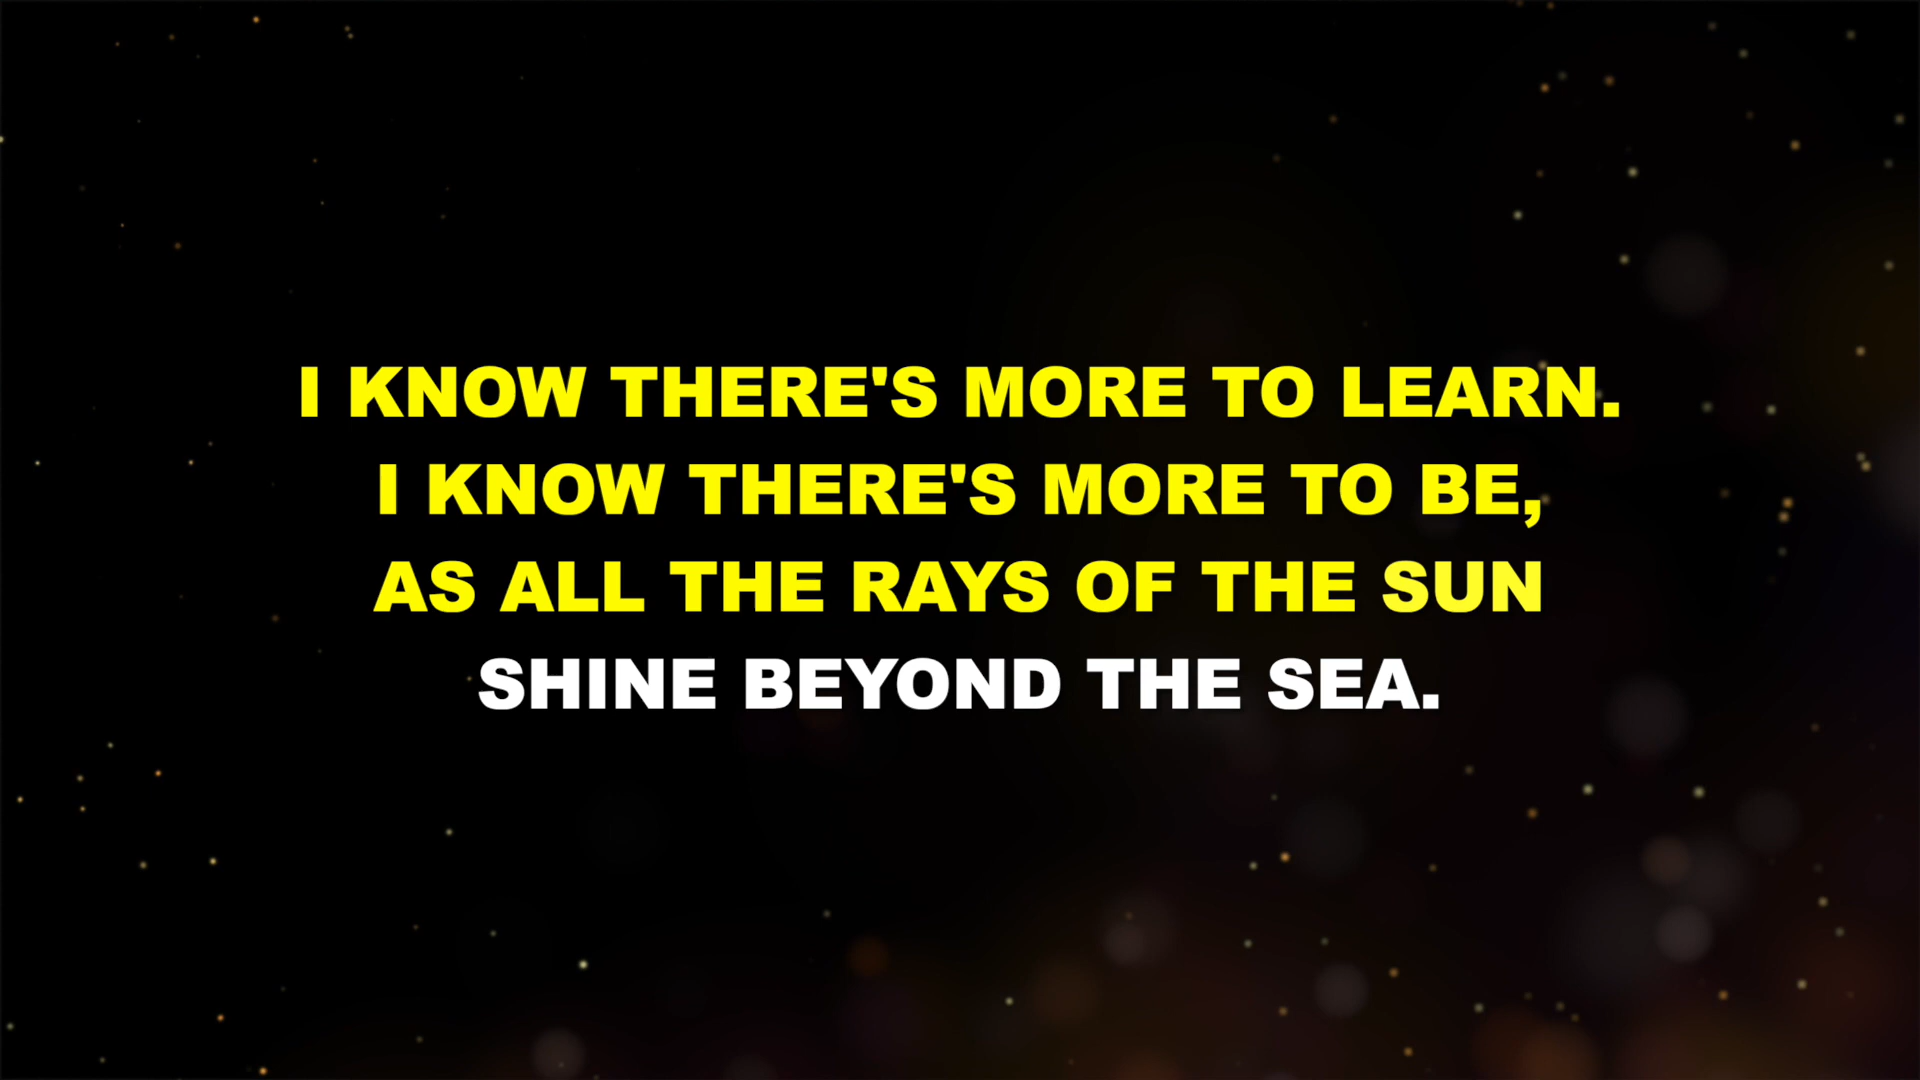 I KNOW THERE'S MORE TO LEARN.
I KNOW THERE'S MORE TO BE,
AS ALL THE RAYS OF THE SUN
SHINE BEYOND THE SEA.